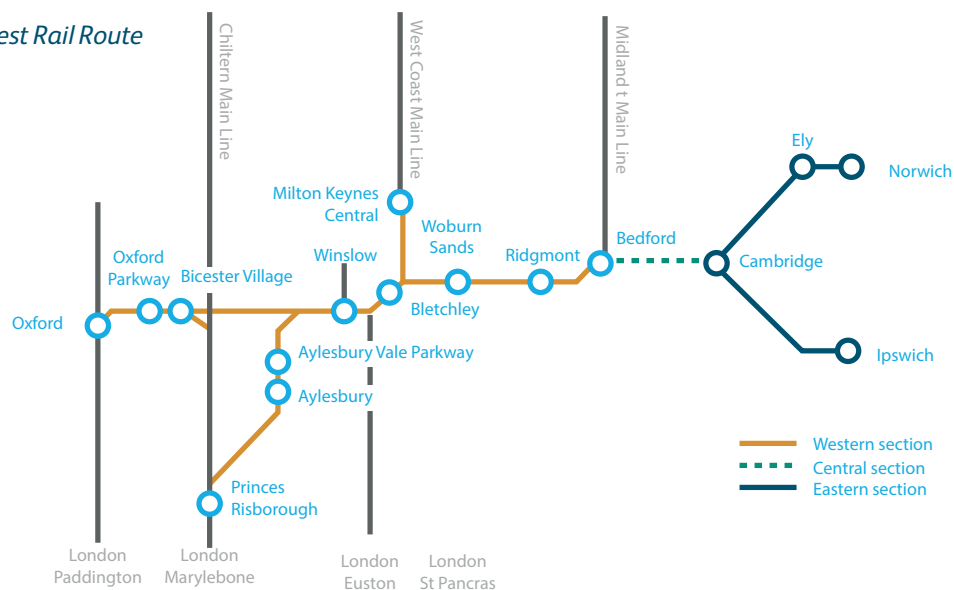 est Rail Route
Chiltern Main Line
West Coast Main Line
Midland t Main Line
Ely
Norwich
Milton Keynes
Central
Woburn
Sands
Bedford
Oxford
Parkway
Winslow
Ridgmont
Cambridge
Bicester Village
Bletchley
Oxford
Aylesbury Vale Parkway
Ipswich
Aylesbury
Western section
Central section
Eastern section
Princes
Risborough
London
Paddington
London
Marylebone
London
Euston
London
St Pancras